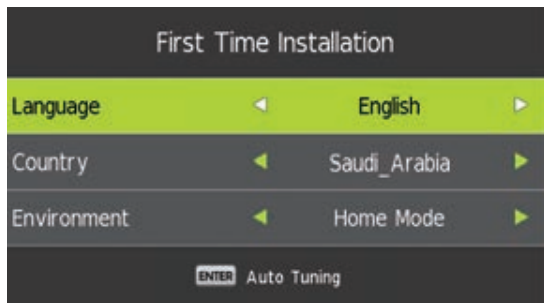 First Time Installation
Language English
Country Saudi_Arabia
Environment Home Mode
ENTER Auto Tuning